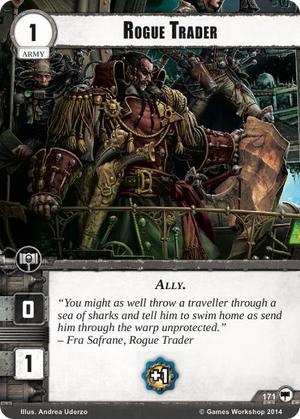 1
ROGUE TRADER
ARMY
0
1
ALLY.
“You might as well throw a traveller through a
sea of sharks and tell him to swim home as send
him through the warp unprotected.”
– Fra Safrane, Rogue Trader
+1
171
Illus. Andrea Uderzo
© Games Workshop 2014